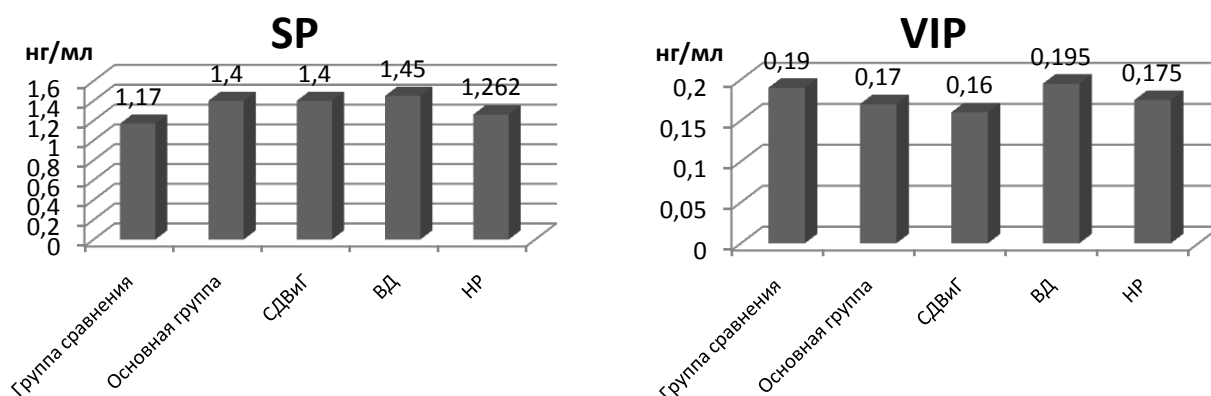 SP
нг/мл
1,17
1,4
1,4
1,45
1,262
1,6
1,4
1,2
1
0,8
0,6
0,4
0,2
0
Группа сравнения
Основная группа
СДВиГ
ВД
НР
VIP
нг/мл
0,19
0,17
0,16
0,195
0,175
0,2
0,15
0,1
0,05
0
Группа сравнения
Основная группа
СДВиГ
ВД
НР